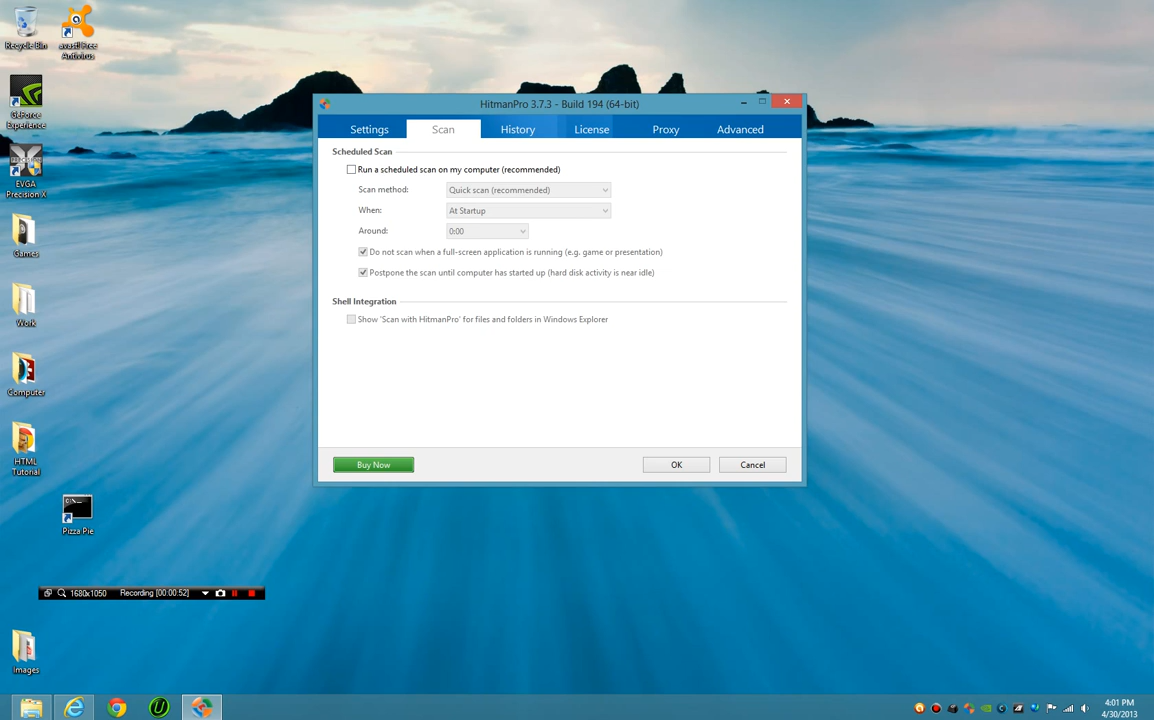 Recycle Bin
avast! Free
Antivirus
GeForce
Experience
EVGA
Precision X
Games
Work
Computer
HTML
Tutorial
Pizza Pie
Images
HitmanPro 3.7.3 - Build 194 (64-bit)
Settings
Scan
History
License
Proxy
Advanced
Scheduled Scan
Run a scheduled scan on my computer (recommended)
Scan method:
Quick scan (recommended)
When:
At Startup
Around:
0:00
Do not scan when a full-screen application is running (e.g. game or presentation)
Postpone the scan until computer has started up (hard disk activity is near idle)
Shell Integration
Show 'Scan with HitmanPro' for files and folders in Windows Explorer
Buy Now
OK
Cancel
1680x1050
Recording [00:00:52]
4:01 PM
4/30/2013